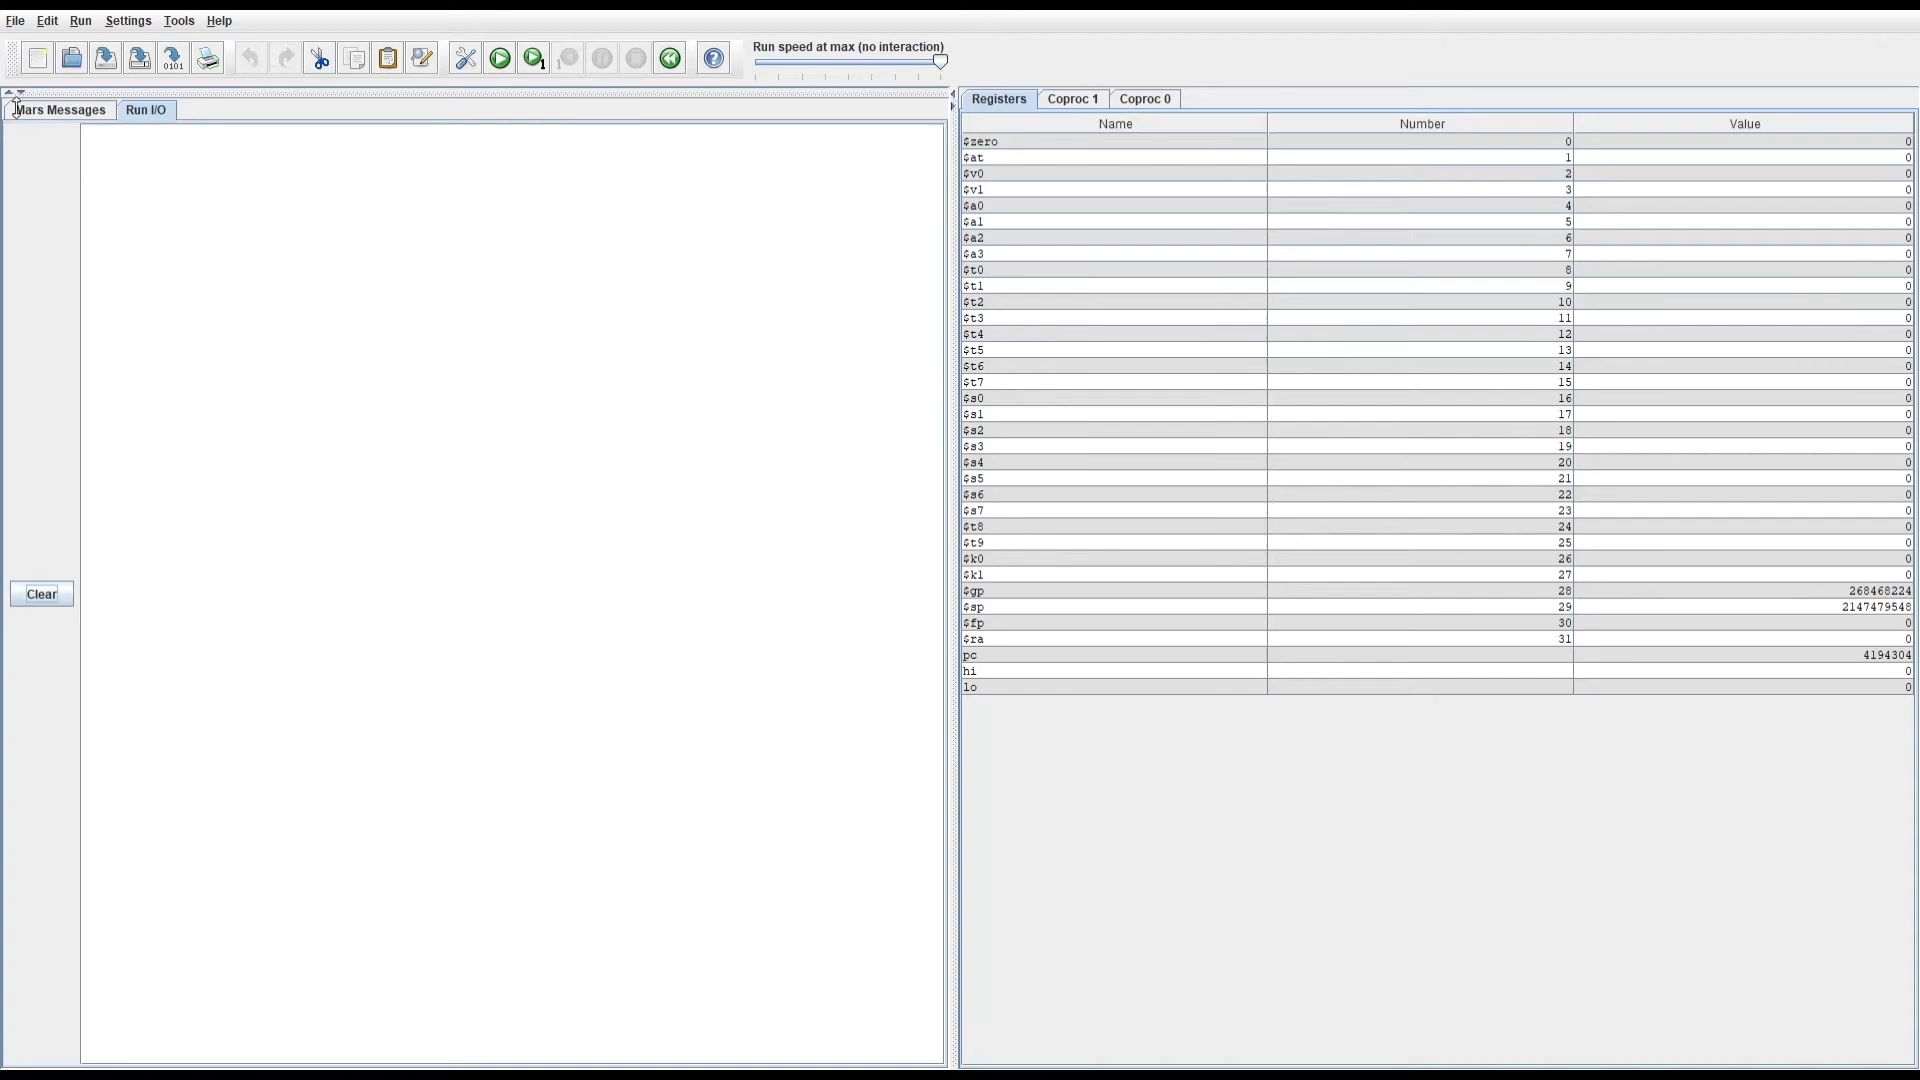 File Edit Run Settings Tools Help
Run speed at max (no interaction)
0101
1
1
?
Mars Messages Run I/O
Clear
Registers Coproc 1 Coproc 0
Name Number Value
$zero 0 0
$at 1 0
$v0 2 0
$v1 3 0
$a0 4 0
$a1 5 0
$a2 6 0
$a3 7 0
$t0 8 0
$t1 9 0
$t2 10 0
$t3 11 0
$t4 12 0
$t5 13 0
$t6 14 0
$t7 15 0
$s0 16 0
$s1 17 0
$s2 18 0
$s3 19 0
$s4 20 0
$s5 21 0
$s6 22 0
$s7 23 0
$t8 24 0
$t9 25 0
$k0 26 0
$k1 27 0
$gp 28 268468224
$sp 29 2147479548
$fp 30 0
$ra 31 0
pc 4194304
hi 0
lo 0